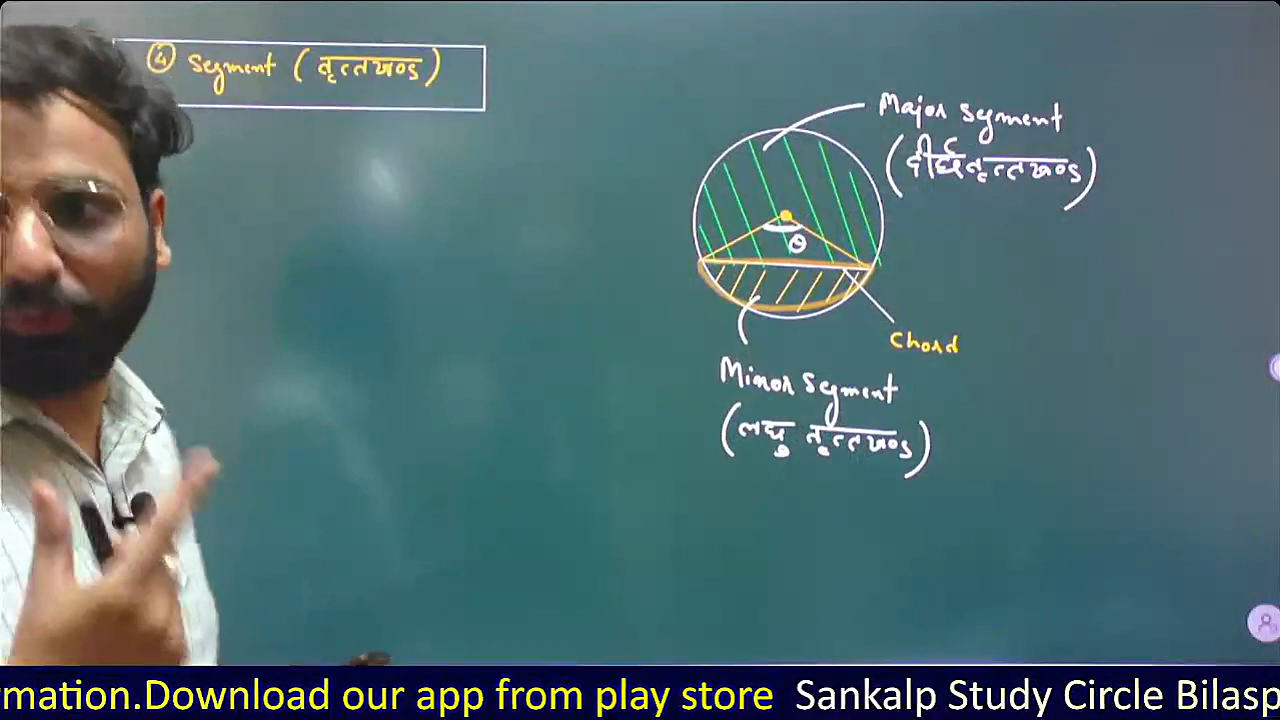 ④ Segment (वृत्तखण्ड)
Major segment
(दीर्घ वृत्तखण्ड)
θ
Chord
Minor segment
(लघु वृत्तखण्ड)
rmation.Download our app from play store Sankalp Study Circle Bilasp